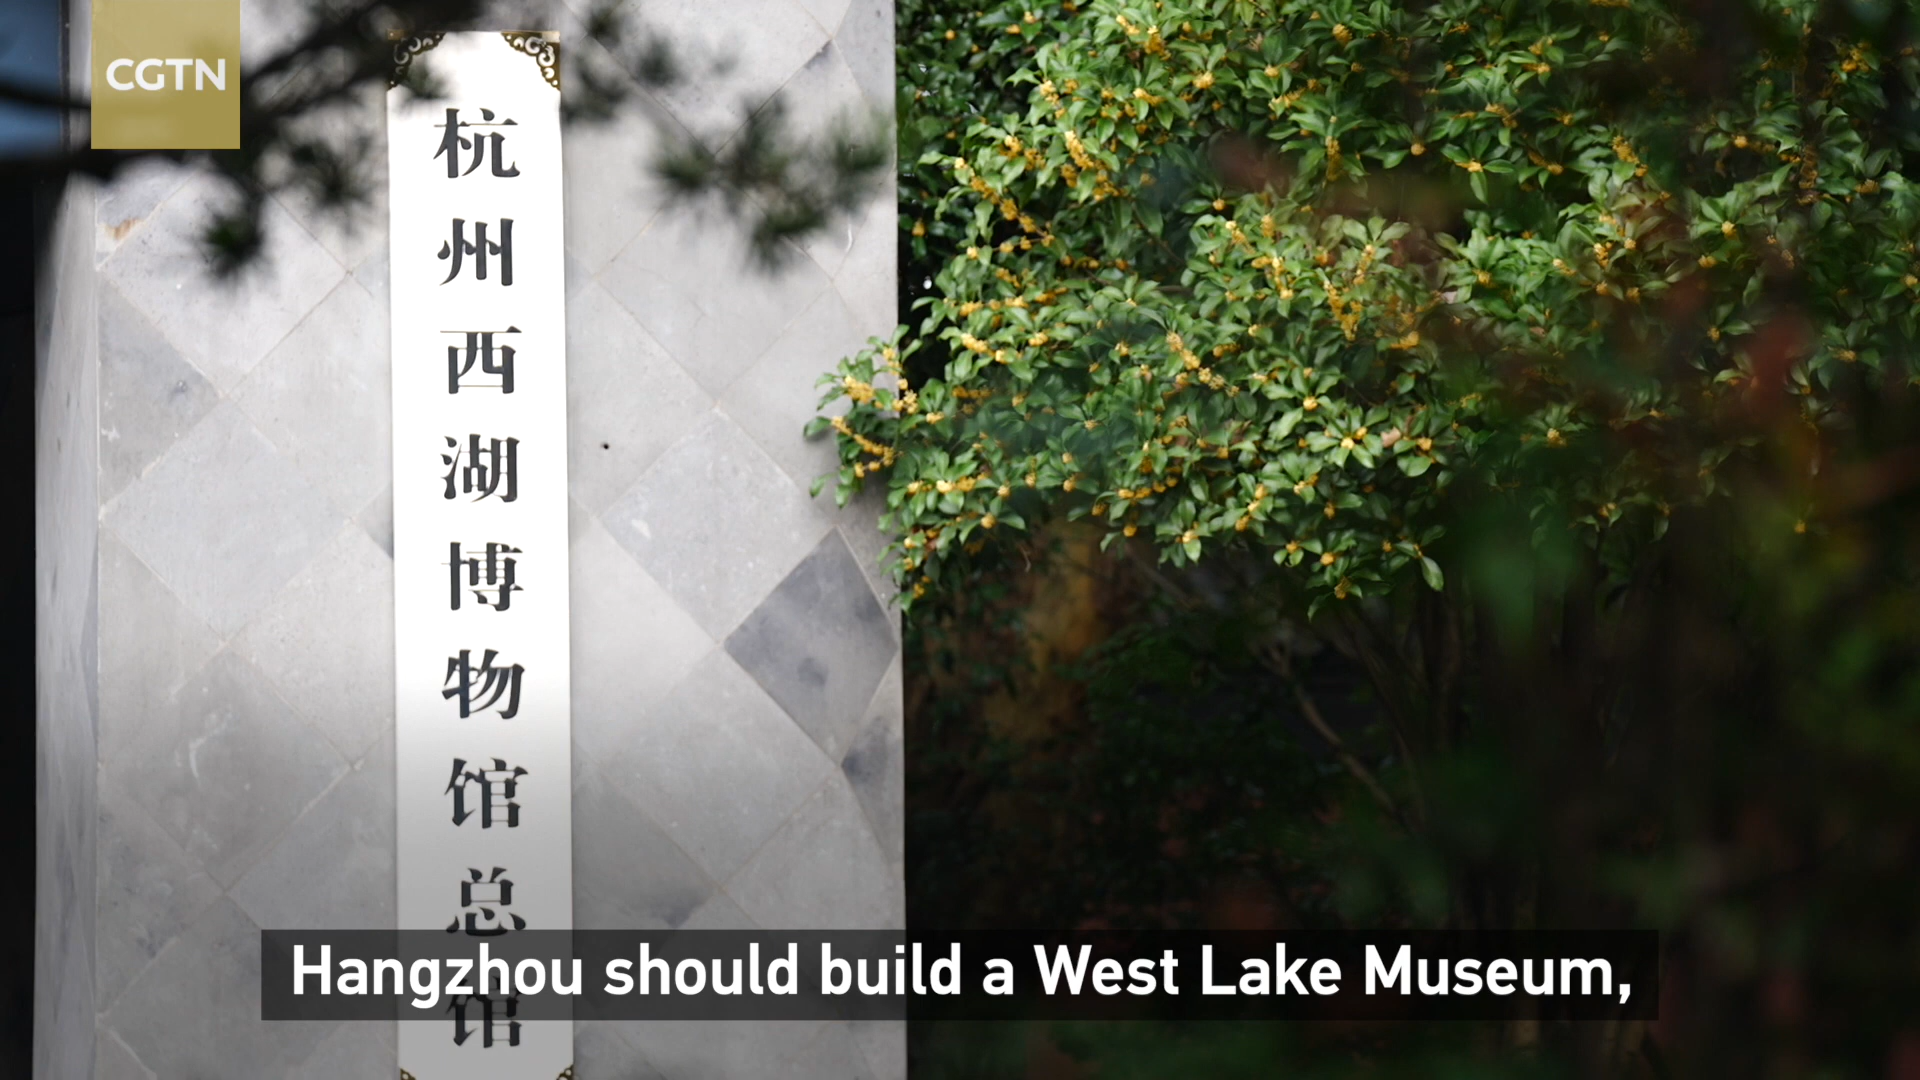 CGTN
杭州西湖博物馆总馆
Hangzhou should build a West Lake Museum,